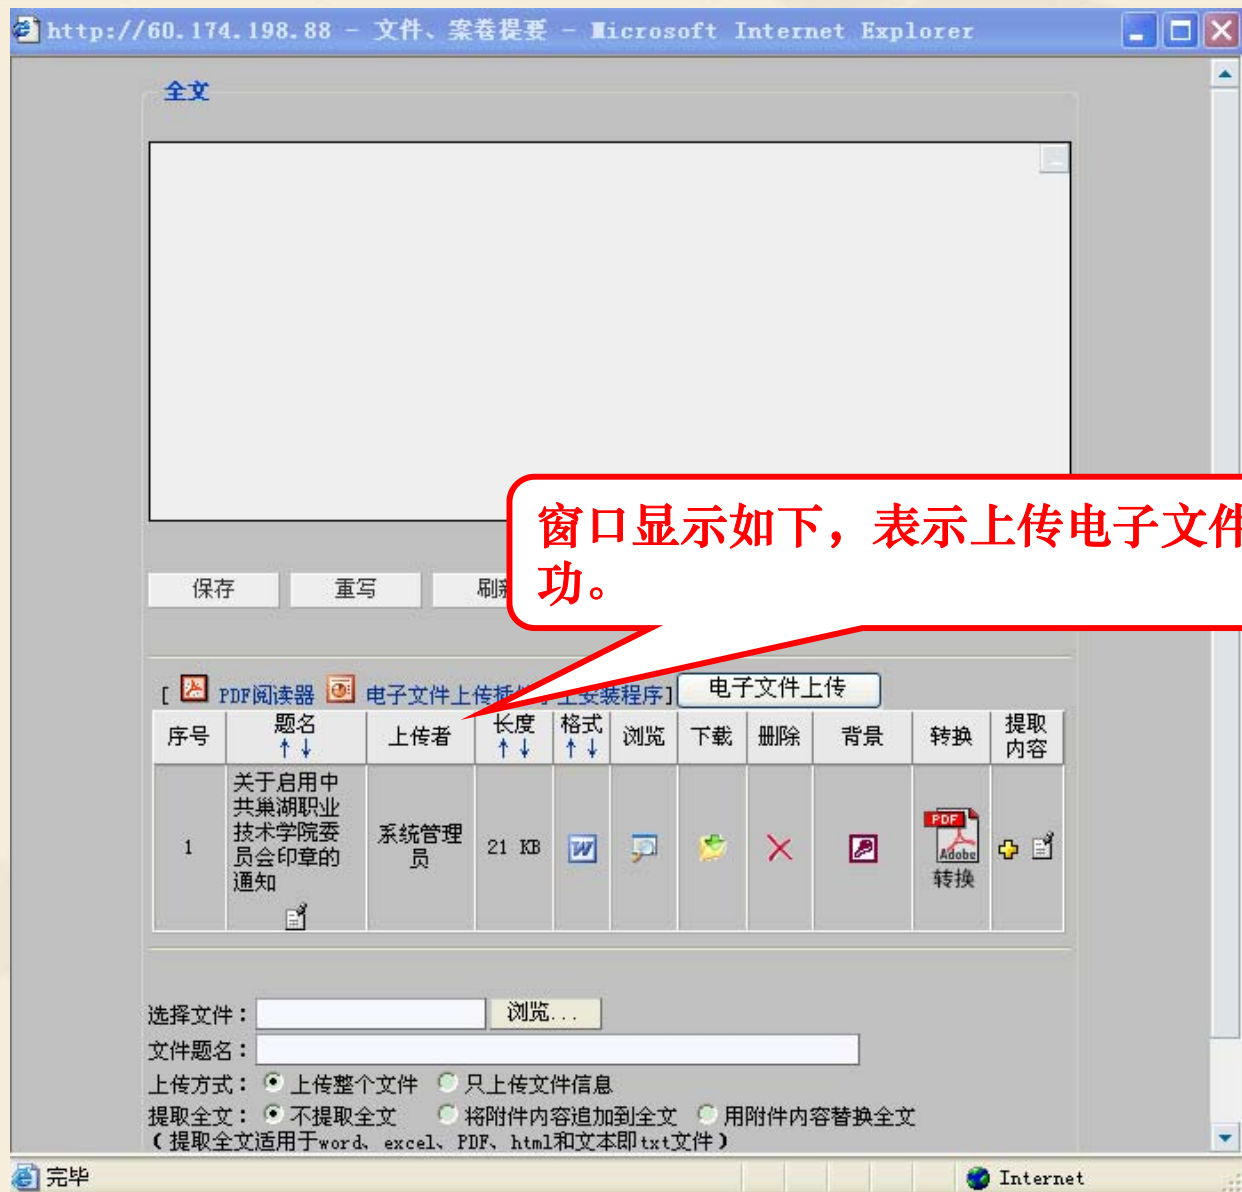 http://60.174.198.88 - 文件、案卷提要 - Microsoft Internet Explorer
全文
窗口显示如下，表示上传电子文件
功。
保存 重写 刷新
[ PDF阅读器 电子文件上传插件 安装程序] 电子文件上传
序号 题名 ↑↓ 上传者 长度 ↑↓ 格式 ↑↓ 浏览 下载 删除 背景 转换 提取
内容
关于启用中
共巢湖职业
技术学院委
员会印章的
通知
1 系统管理
员 21 KB W PDF Adobe
转换
选择文件： 浏览...
文件题名：
上传方式： 上传整个文件 只上传文件信息
提取全文： 不提取全文 将附件内容追加到全文 用附件内容替换全文
(提取全文适用于word、excel、PDF、html和文本即txt文件)
完毕 Internet